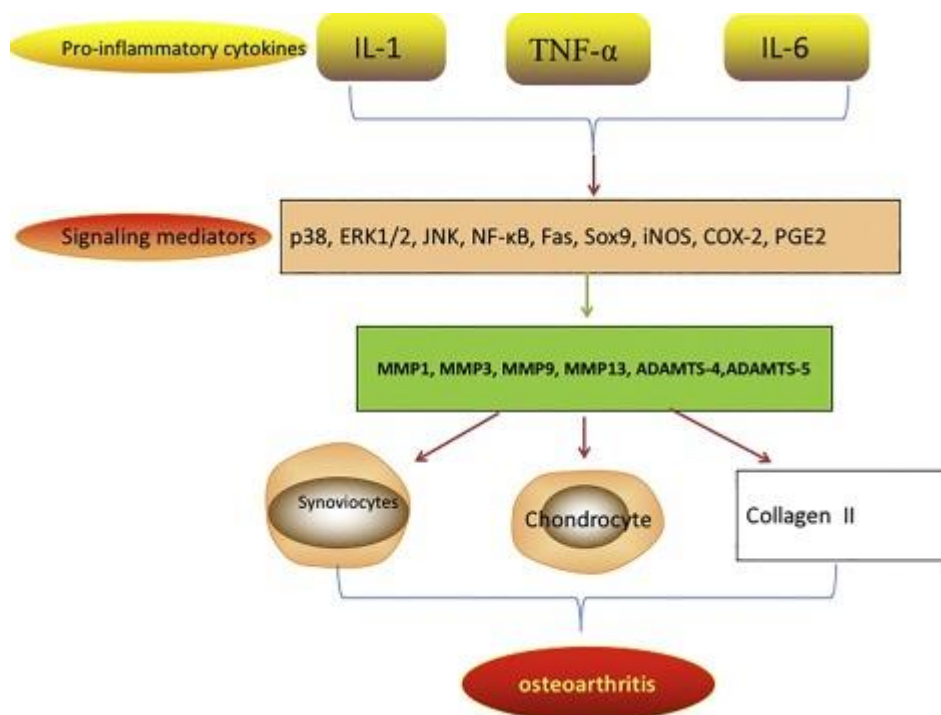 Pro-inflammatory cytokines
IL-1
TNF-α
IL-6
Signaling mediators
p38, ERK1/2, JNK, NF-κB, Fas, Sox9, iNOS, COX-2, PGE2
MMP1, MMP3, MMP9, MMP13, ADAMTS-4,ADAMTS-5
Synoviocytes
Chondrocyte
Collagen II
osteoarthritis